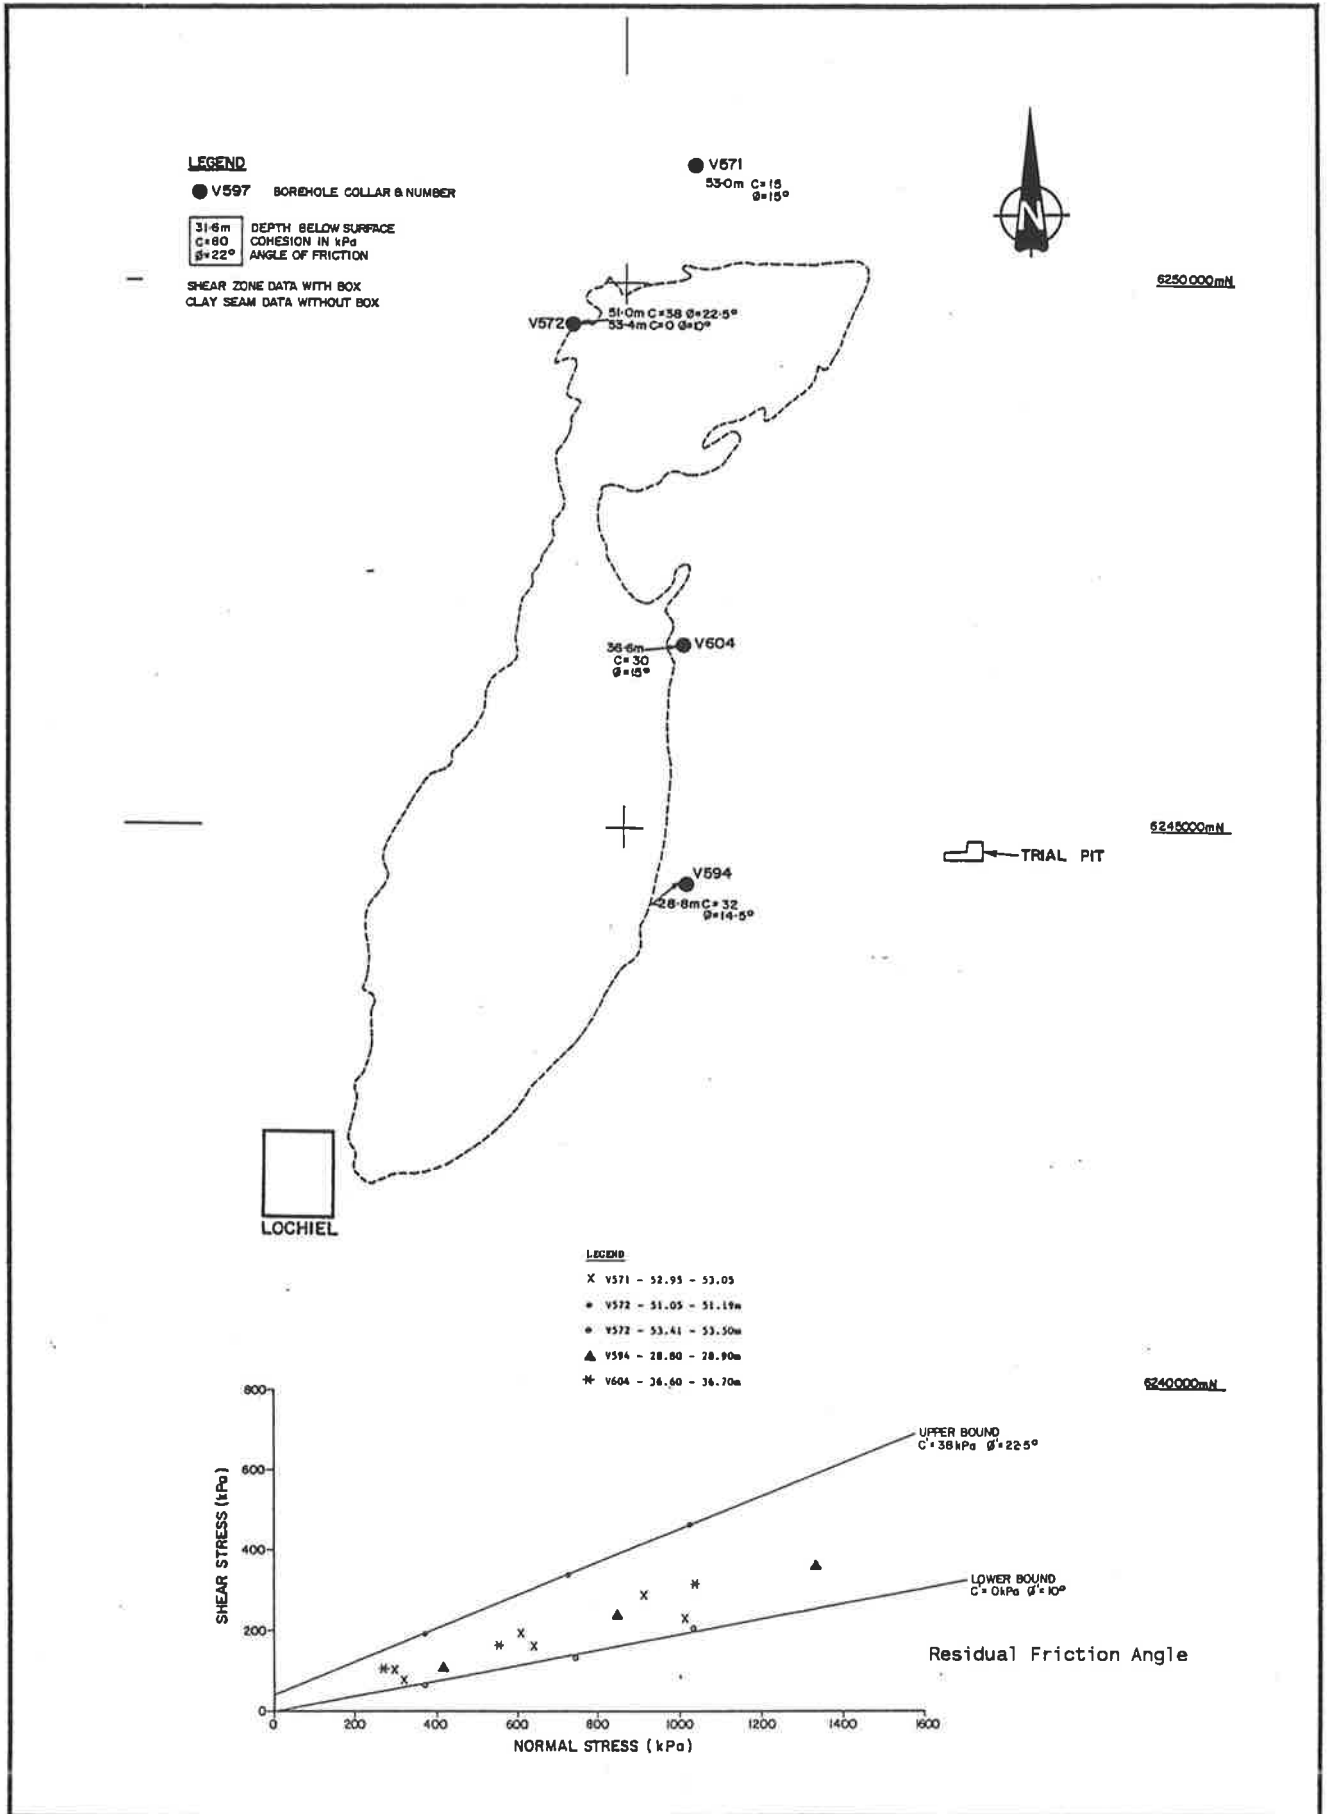 LEGEND
V597 BOREHOLE COLLAR & NUMBER
31·6m DEPTH BELOW SURFACE
C=80 COHESION IN kPa
Ø=22° ANGLE OF FRICTION
SHEAR ZONE DATA WITH BOX
CLAY SEAM DATA WITHOUT BOX
V571
53·0m C=15
Ø=15°
N
6250000mN
V572
51·0m C=38 Ø=22·5°
53·4m C=0 Ø=10°
V604
36·6m
C=30
Ø=15°
6245000mN
TRIAL PIT
V594
28·8m C=32
Ø=14·5°
LOCHIEL
LEGEND
X V571 - 52.95 - 53.05
V572 - 51.05 - 51.19m
V572 - 53.41 - 53.50m
▲ V594 - 28.80 - 28.90m
* V604 - 36.60 - 36.70m
6240000mN
800
600
400
200
0
SHEAR STRESS (kPa)
UPPER BOUND
C'=38kPa Ø'=22·5°
LOWER BOUND
C'=0kPa Ø'=10°
Residual Friction Angle
0 200 400 600 800 1000 1200 1400 1600
NORMAL STRESS (kPa)